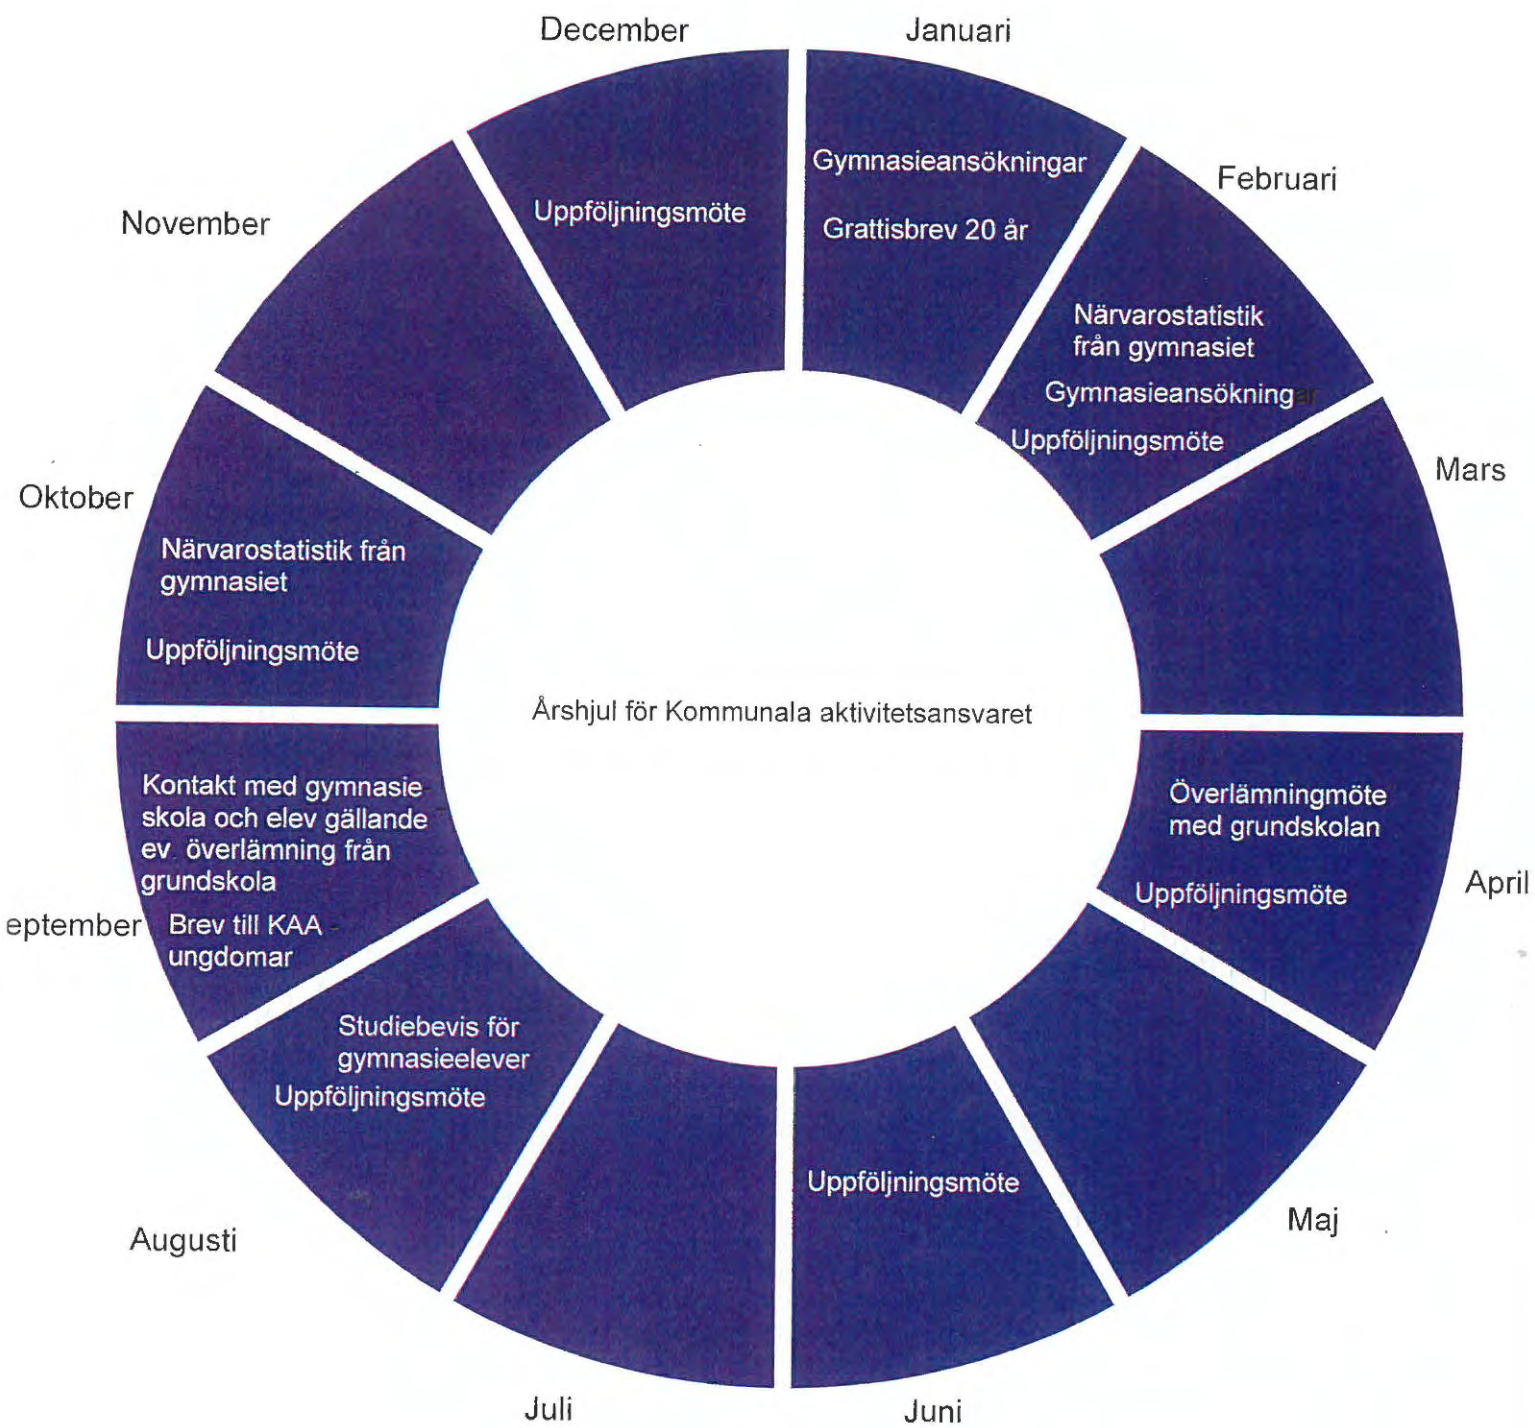 December
Januari
Gymnasieansökningar
Grattisbrev 20 år
Februari
Närvarostatistik
från gymnasiet
Gymnasieansökningar
Uppföljningsmöte
Mars
April
Överlämningmöte
med grundskolan
Uppföljningsmöte
Maj
Juni
Uppföljningsmöte
Juli
Augusti
Studiebevis för
gymnasieelever
Uppföljningsmöte
eptember
Kontakt med gymnasie-
skola och elev gällande
ev. överlämning från
grundskola
Brev till KAA -
ungdomar
Oktober
Närvarostatistik från
gymnasiet
Uppföljningsmöte
November
Uppföljningsmöte
Årshjul för Kommunala aktivitetsansvaret